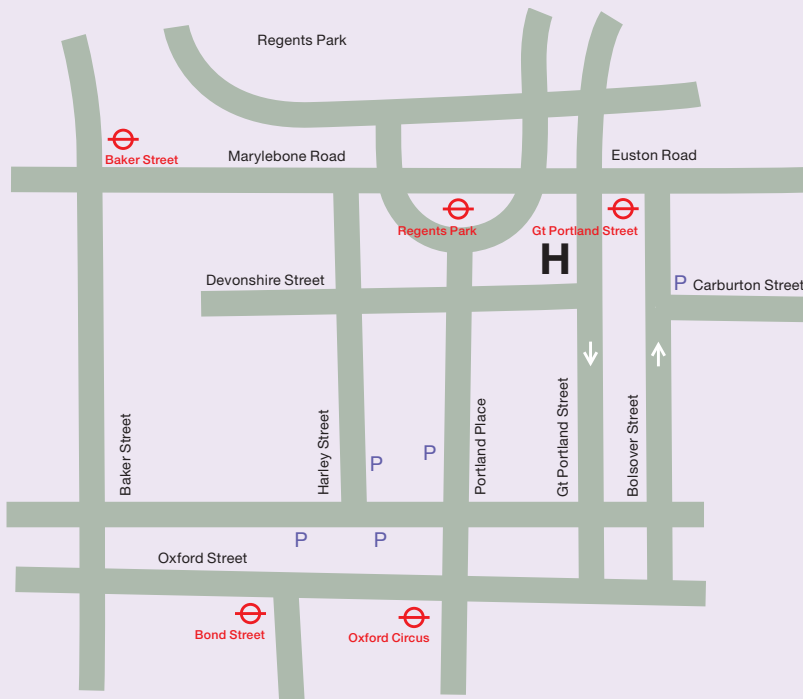 Regents Park
Baker Street
Marylebone Road
Euston Road
Regents Park
Gt Portland Street
H
Devonshire Street
P
Carburton Street
Baker Street
Harley Street
Portland Place
Gt Portland Street
Bolsover Street
P
P
P
P
Oxford Street
Bond Street
Oxford Circus